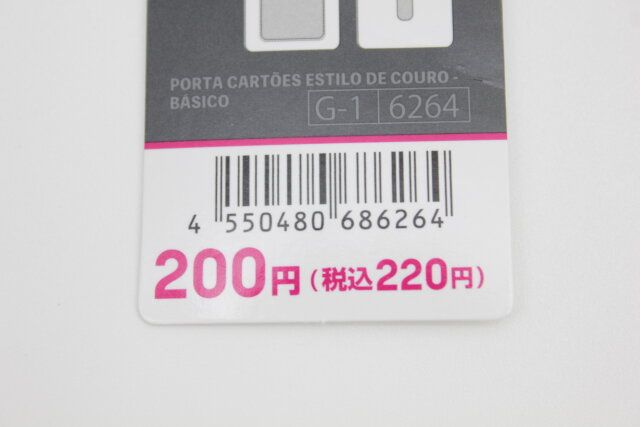 PORTA CARTÕES ESTILO DE COURO -
BÁSICO
G-1 6264
4 550480 686264
200円(税込220円)